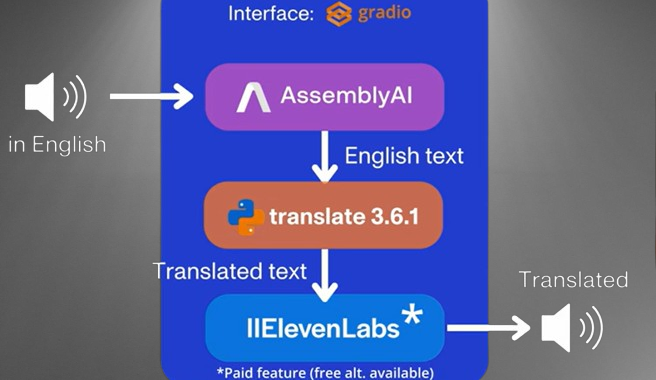 Interface: gradio
AssemblyAI
in English
English text
translate 3.6.1
Translated text
Translated
IIElevenLabs*
*Paid feature (free alt. available)